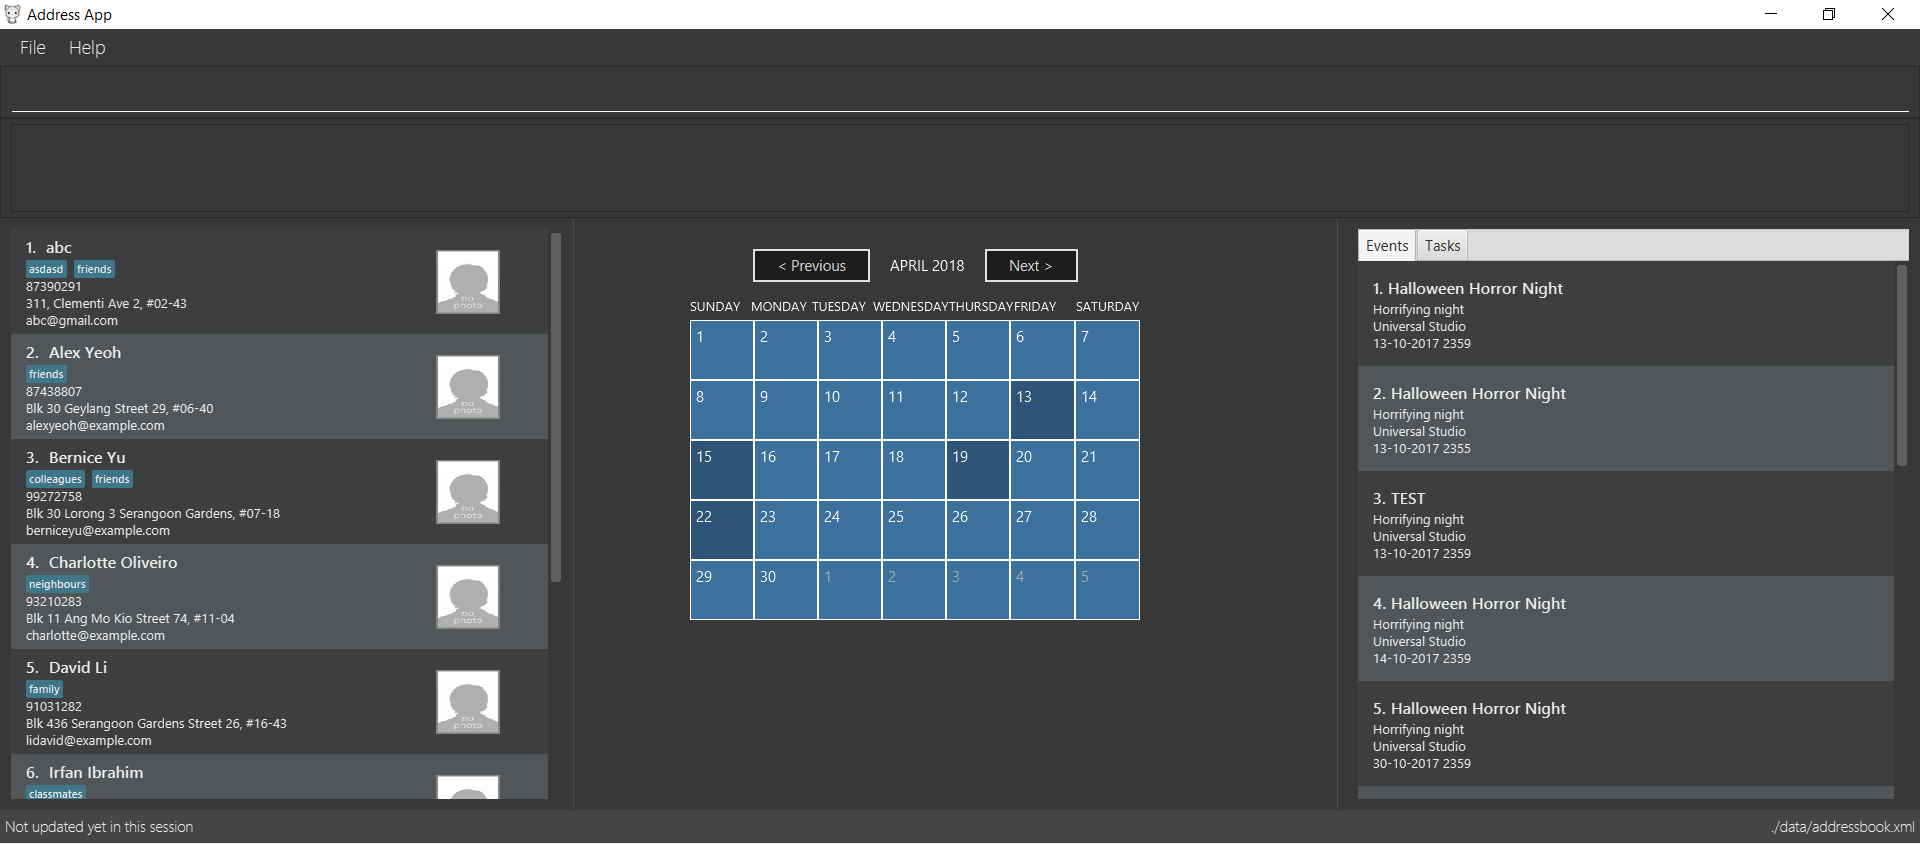 Address App
File Help
1. abc
asdasd friends
87390291
311, Clementi Ave 2, #02-43
abc@gmail.com
no photo
2. Alex Yeoh
friends
87438807
Blk 30 Geylang Street 29, #06-40
alexyeoh@example.com
no photo
3. Bernice Yu
colleagues friends
99272758
Blk 30 Lorong 3 Serangoon Gardens, #07-18
berniceyu@example.com
no photo
4. Charlotte Oliveiro
neighbours
93210283
Blk 11 Ang Mo Kio Street 74, #11-04
charlotte@example.com
no photo
5. David Li
family
91031282
Blk 436 Serangoon Gardens Street 26, #16-43
lidavid@example.com
no photo
6. Irfan Ibrahim
classmates
< Previous APRIL 2018 Next >
SUNDAY MONDAY TUESDAY WEDNESDAY THURSDAY FRIDAY SATURDAY
1 2 3 4 5 6 7
8 9 10 11 12 13 14
15 16 17 18 19 20 21
22 23 24 25 26 27 28
29 30 1 2 3 4 5
Events Tasks
1. Halloween Horror Night
Horrifying night
Universal Studio
13-10-2017 2359
2. Halloween Horror Night
Horrifying night
Universal Studio
13-10-2017 2355
3. TEST
Horrifying night
Universal Studio
13-10-2017 2359
4. Halloween Horror Night
Horrifying night
Universal Studio
14-10-2017 2359
5. Halloween Horror Night
Horrifying night
Universal Studio
30-10-2017 2359
Not updated yet in this session
./data/addressbook.xml